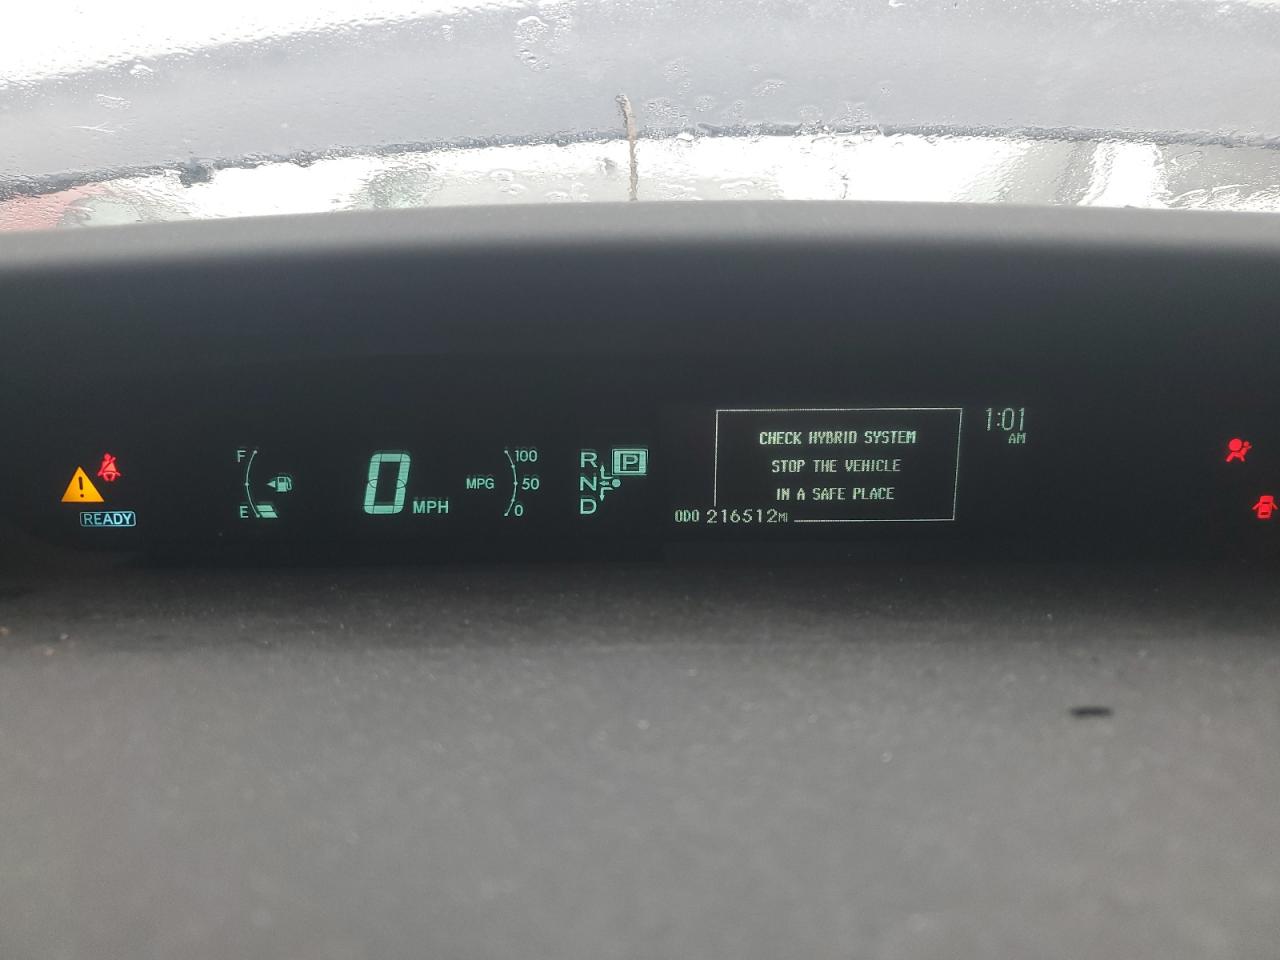 READY
F
E
0 MPH
MPG
100
50
0
R
P
N
D
CHECK HYBRID SYSTEM
STOP THE VEHICLE
IN A SAFE PLACE
ODO 216512MI
1:01
AM